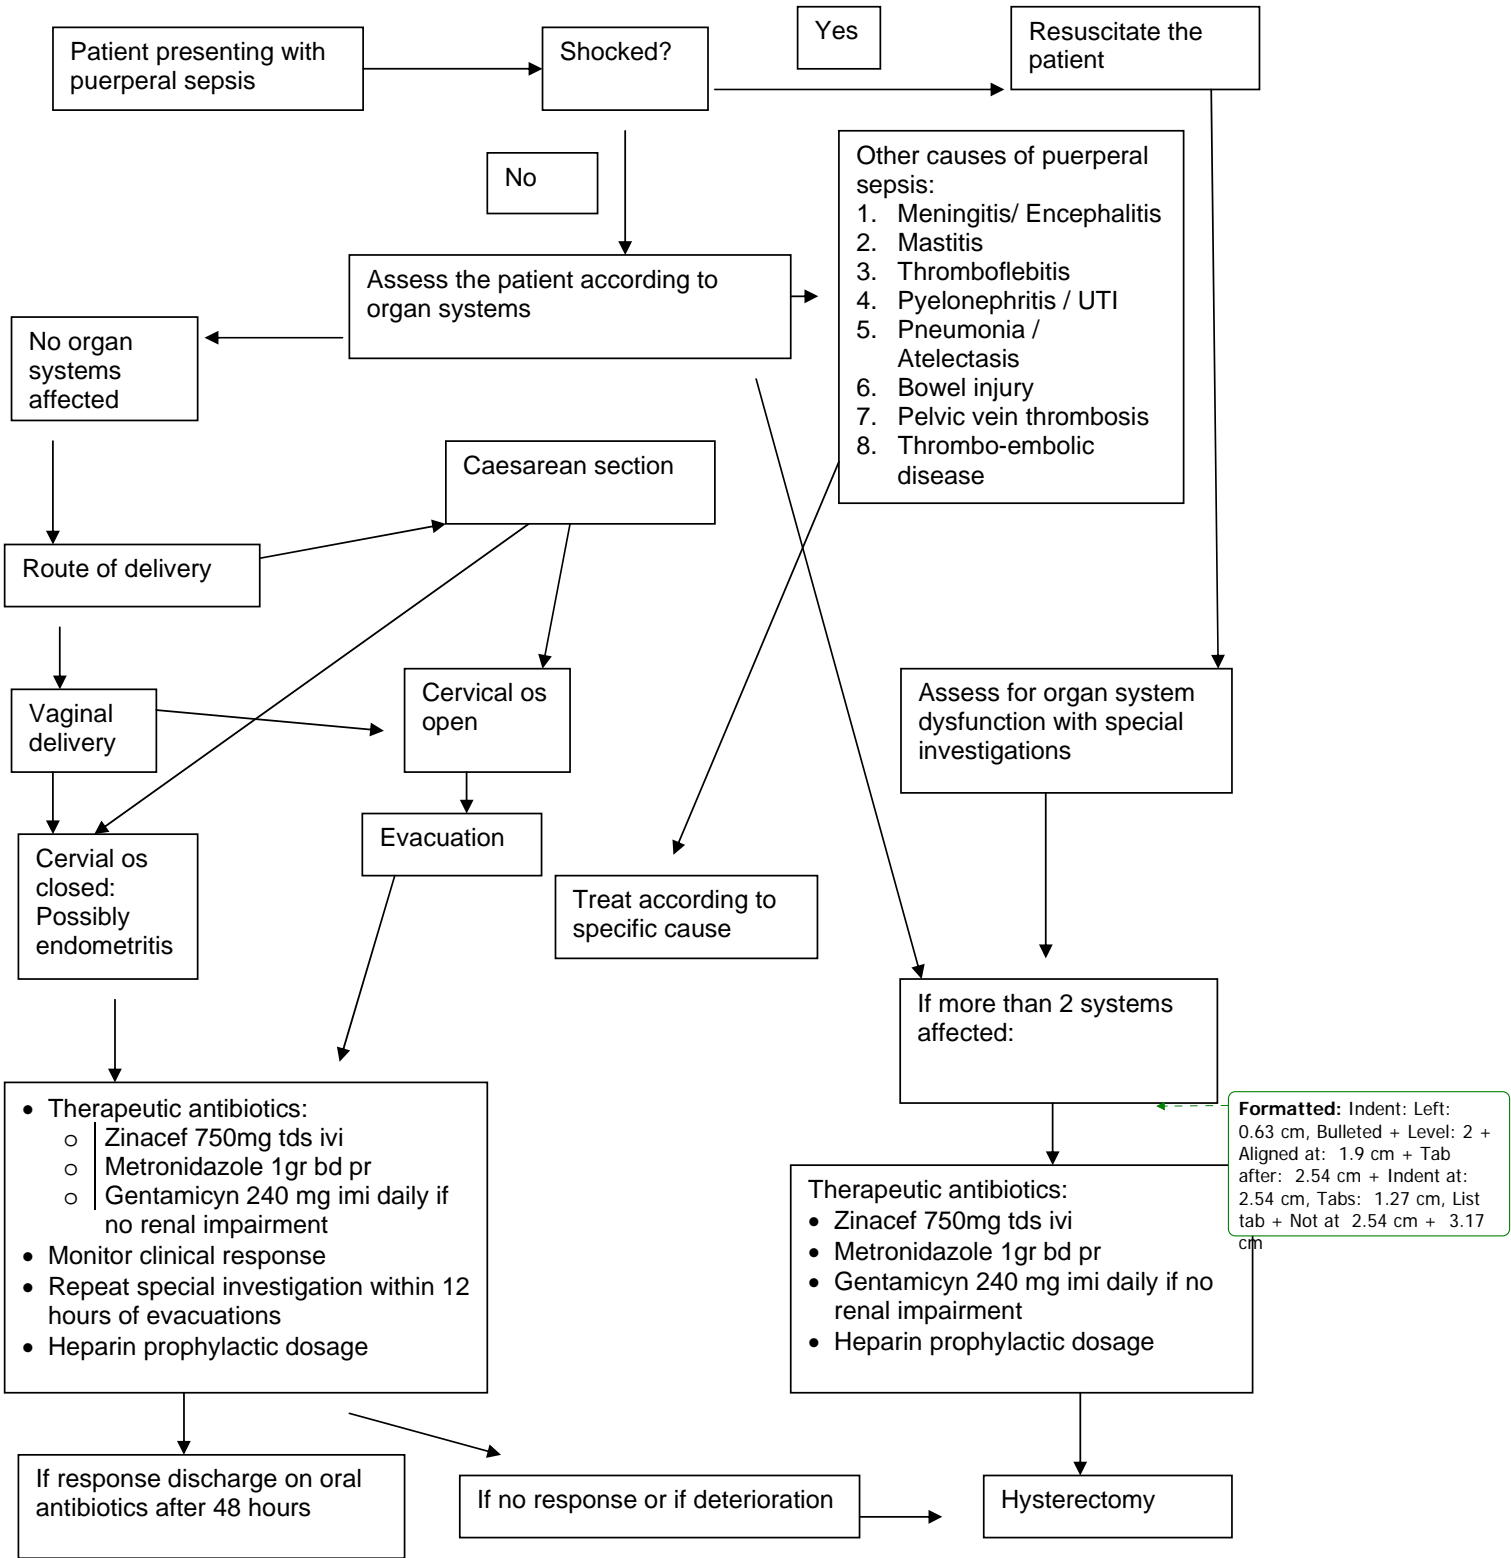 Patient presenting with
puerperal sepsis
Shocked?
Yes
Resuscitate the
patient
No
Other causes of puerperal
sepsis:
1. Meningitis/ Encephalitis
2. Mastitis
3. Thromboflebitis
4. Pyelonephritis / UTI
5. Pneumonia /
Atelectasis
6. Bowel injury
7. Pelvic vein thrombosis
8. Thrombo-embolic
disease
Assess the patient according to
organ systems
No organ
systems
affected
Caesarean section
Route of delivery
Vaginal
delivery
Cervical os
open
Assess for organ system
dysfunction with special
investigations
Evacuation
Cervial os
closed:
Possibly
endometritis
Treat according to
specific cause
If more than 2 systems
affected:
• Therapeutic antibiotics:
o Zinacef 750mg tds ivi
o Metronidazole 1gr bd pr
o Gentamicyn 240 mg imi daily if
no renal impairment
• Monitor clinical response
• Repeat special investigation within 12
hours of evacuations
• Heparin prophylactic dosage
Formatted: Indent: Left:
0.63 cm, Bulleted + Level: 2 +
Aligned at: 1.9 cm + Tab
after: 2.54 cm + Indent at:
2.54 cm, Tabs: 1.27 cm, List
tab + Not at 2.54 cm + 3.17
cm
Therapeutic antibiotics:
• Zinacef 750mg tds ivi
• Metronidazole 1gr bd pr
• Gentamicyn 240 mg imi daily if no
renal impairment
• Heparin prophylactic dosage
If response discharge on oral
antibiotics after 48 hours
If no response or if deterioration
Hysterectomy